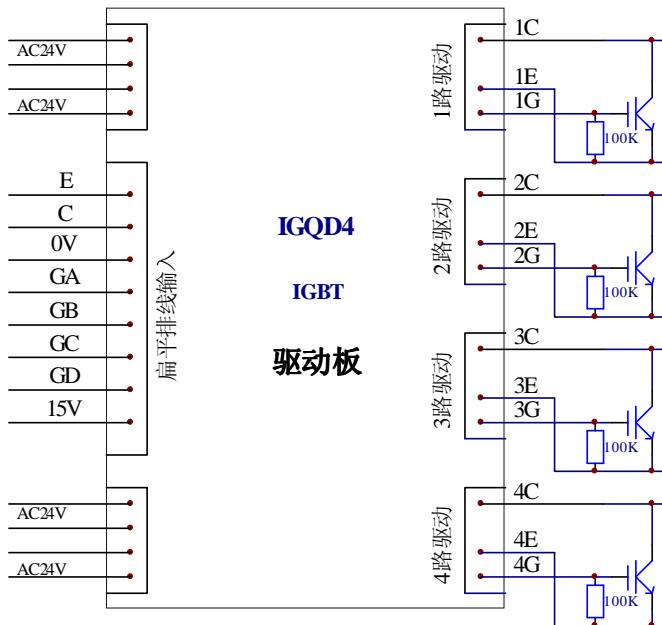 AC24V
AC24V
E
C
0V
GA
GB
GC
GD
15V
扁平排线输入
AC24V
AC24V
IGQD4
IGBT
驱动板
1路驱动
1C
1E
1G
100K
2路驱动
2C
2E
2G
100K
3路驱动
3C
3E
3G
100K
4路驱动
4C
4E
4G
100K